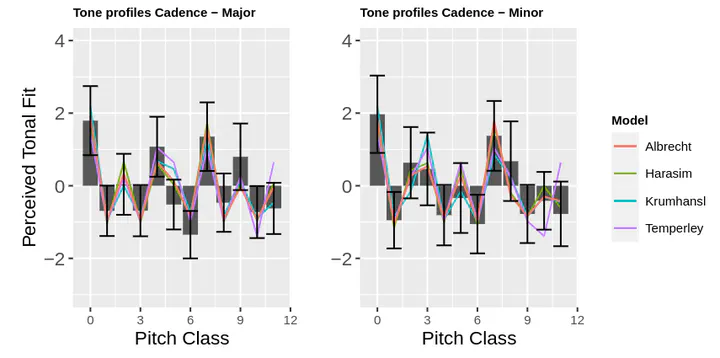 Tone profiles Cadence − Major
Tone profiles Cadence − Minor
Perceived Tonal Fit
4
2
0
−2
0
3
6
9
12
Pitch Class
4
2
0
−2
0
3
6
9
12
Pitch Class
Model
Albrecht
Harasim
Krumhansl
Temperley